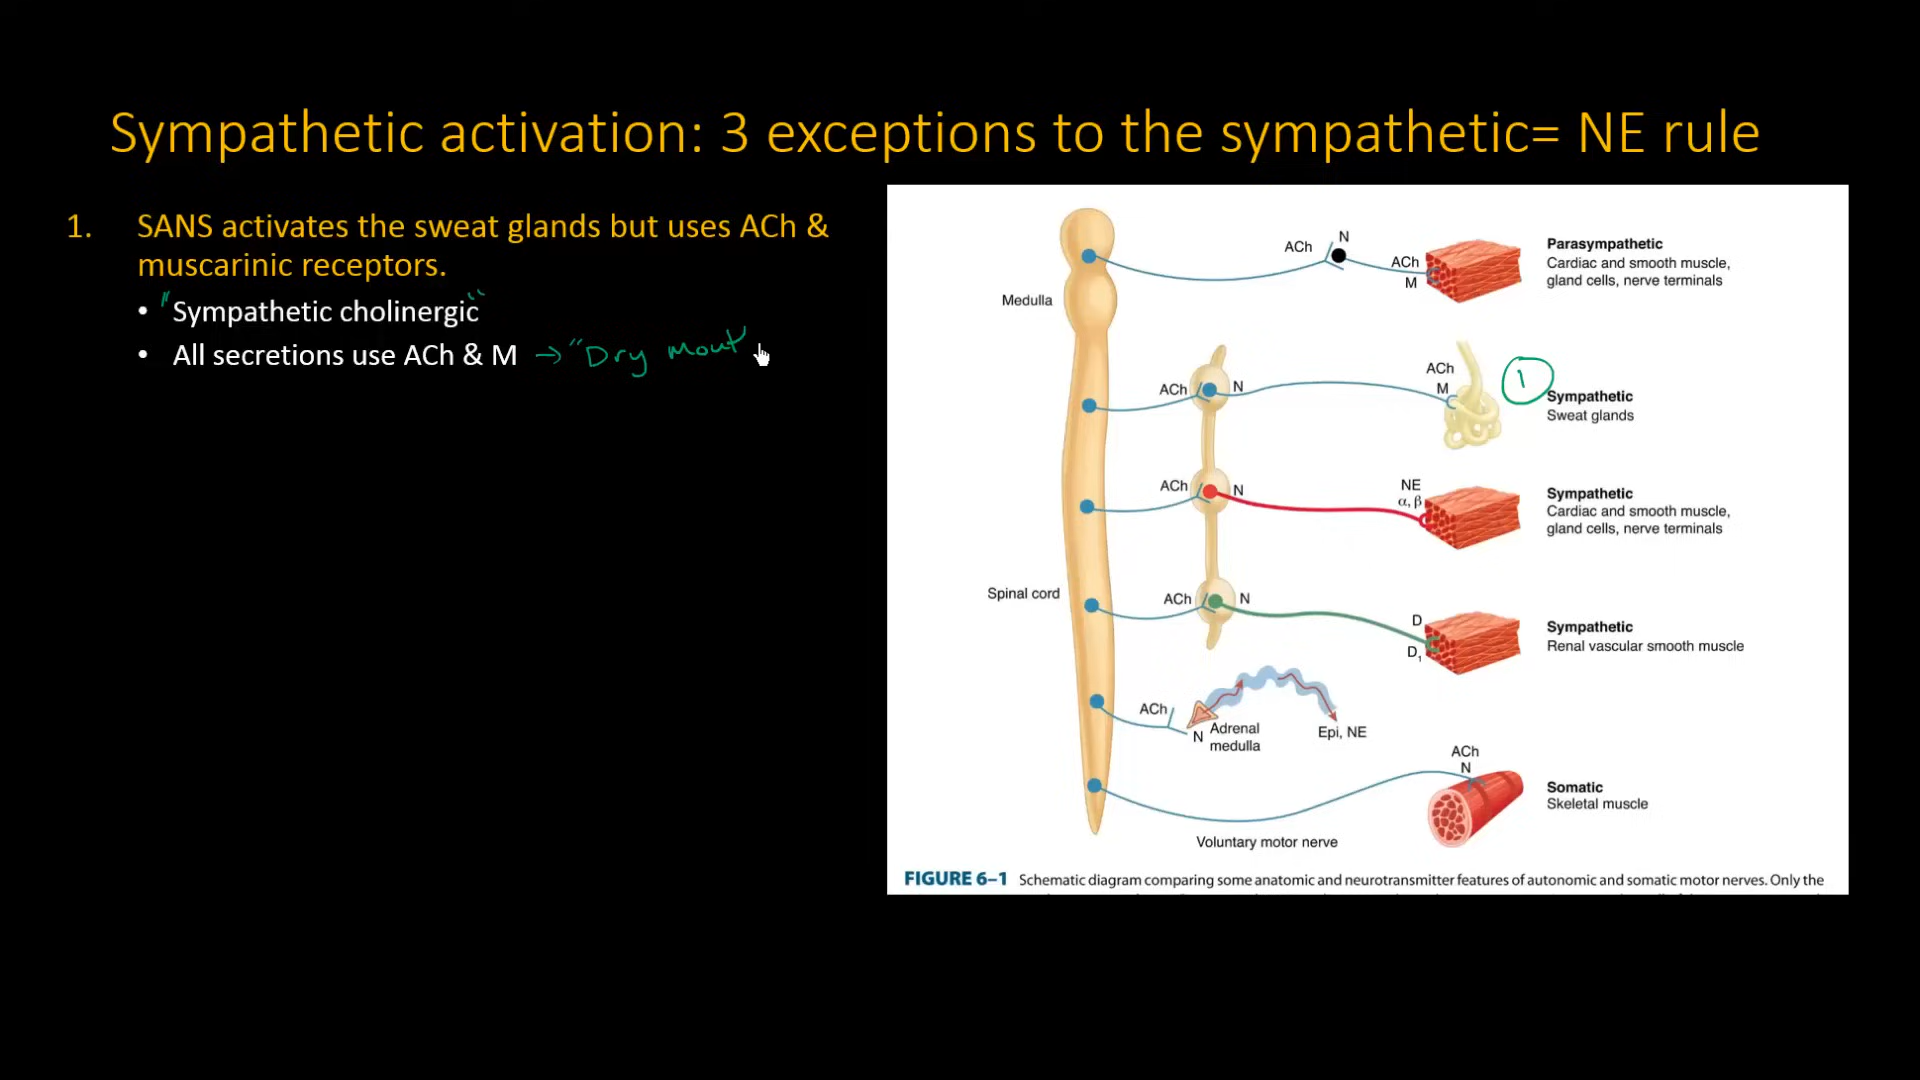 Sympathetic activation: 3 exceptions to the sympathetic= NE rule
1. SANS activates the sweat glands but uses ACh &
muscarinic receptors.
• "Sympathetic cholinergic"
• All secretions use ACh & M → "Dry mout
Medulla
Spinal cord
ACh
N
ACh
M
Parasympathetic
Cardiac and smooth muscle,
gland cells, nerve terminals
ACh
N
ACh
M
1
Sympathetic
Sweat glands
ACh
N
NE
α, β
Sympathetic
Cardiac and smooth muscle,
gland cells, nerve terminals
ACh
N
D
D₁
Sympathetic
Renal vascular smooth muscle
ACh
N
Adrenal
medulla
Epi, NE
ACh
N
Somatic
Skeletal muscle
Voluntary motor nerve
FIGURE 6–1 Schematic diagram comparing some anatomic and neurotransmitter features of autonomic and somatic motor nerves. Only the